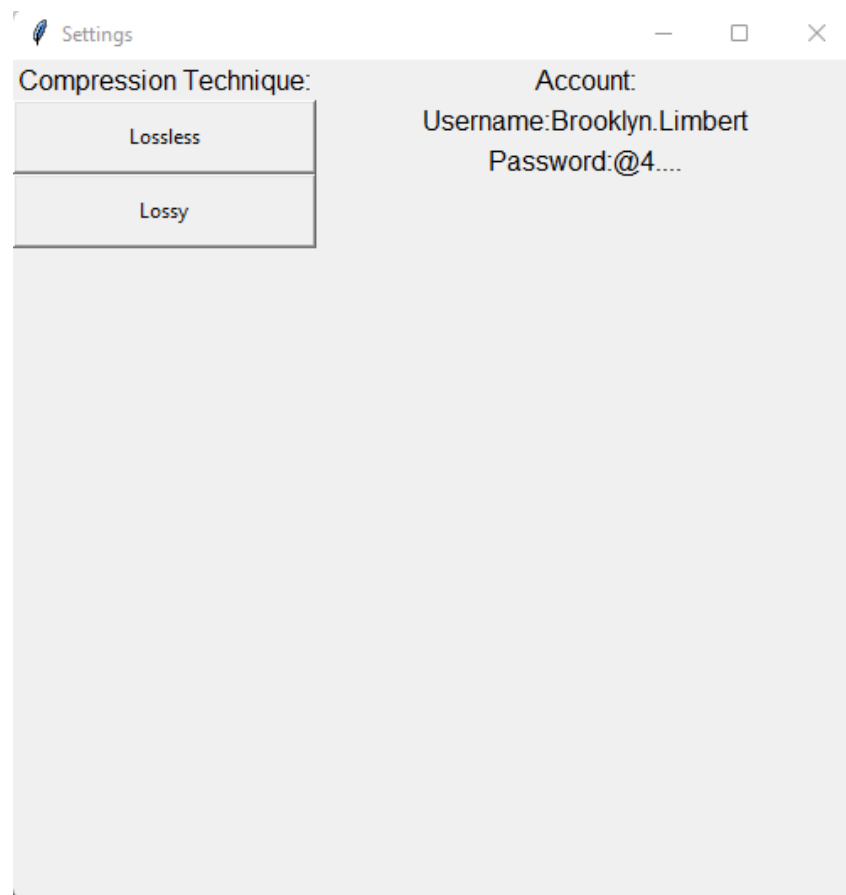 Settings
Compression Technique:
Lossless
Lossy
Account:
Username:Brooklyn.Limbert
Password:@4....